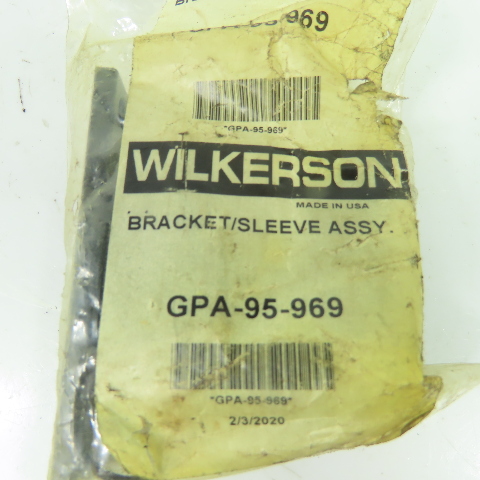 969
*GPA-95-969*
WILKERSON
MADE IN USA
BRACKET/SLEEVE ASSY.
GPA-95-969
*GPA-95-969*
2/3/2020